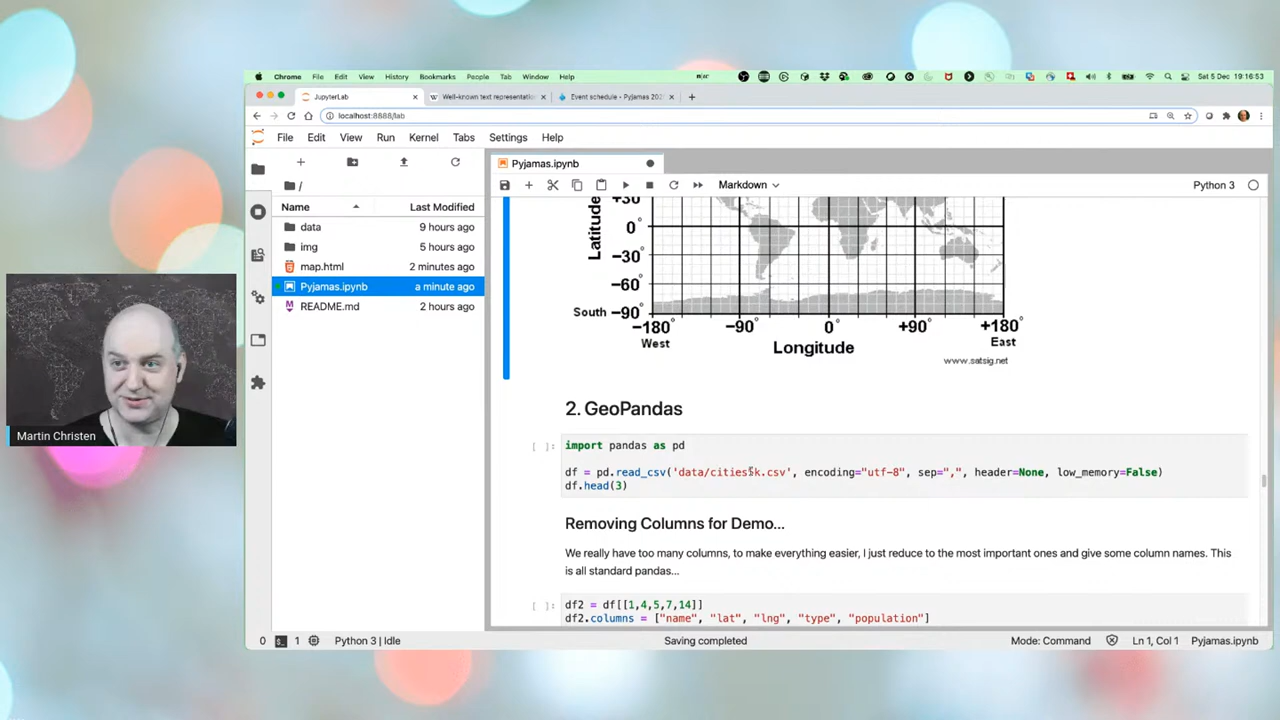 Chrome File Edit View History Bookmarks People Tab Window Help Sat 5 Dec 19:16:53
JupyterLab
Well-known text representatio
Event schedule - Pyjamas 202
localhost:8888/lab
File Edit View Run Kernel Tabs Settings Help
Pyjamas.ipynb
/
Markdown
Python 3
Name Last Modified
data 9 hours ago
img 5 hours ago
map.html 2 minutes ago
Pyjamas.ipynb a minute ago
README.md 2 hours ago
Latitude
+30
0°
−30
−60
South −90
−180° −90° 0° +90° +180°
West East
Longitude
www.satsig.net
2. GeoPandas
[ ]: import pandas as pd
df = pd.read_csv('data/cities5k.csv', encoding="utf-8", sep=",", header=None, low_memory=False)
df.head(3)
Removing Columns for Demo...
We really have too many columns, to make everything easier, I just reduce to the most important ones and give some column names. This
is all standard pandas...
[ ]: df2 = df[[1,4,5,7,14]]
df2.columns = ["name", "lat", "lng", "type", "population"]
0 1 Python 3 | Idle Saving completed Mode: Command Ln 1, Col 1 Pyjamas.ipynb
Martin Christen